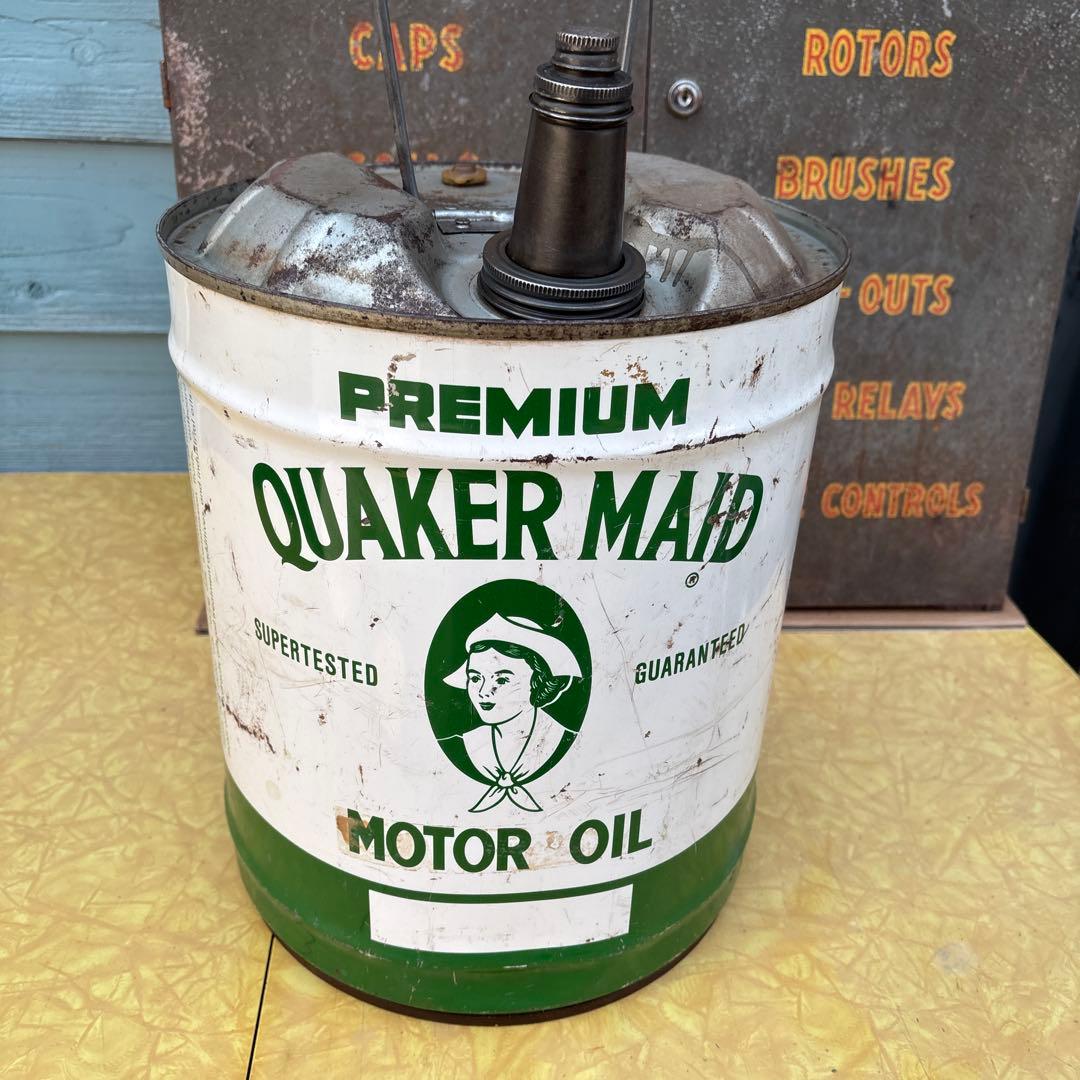 CAPS
ROTORS
BRUSHES
- OUTS
RELAYS
CONTROLS
PREMIUM
QUAKER MAID
®
SUPERTESTED
GUARANTEED
MOTOR OIL